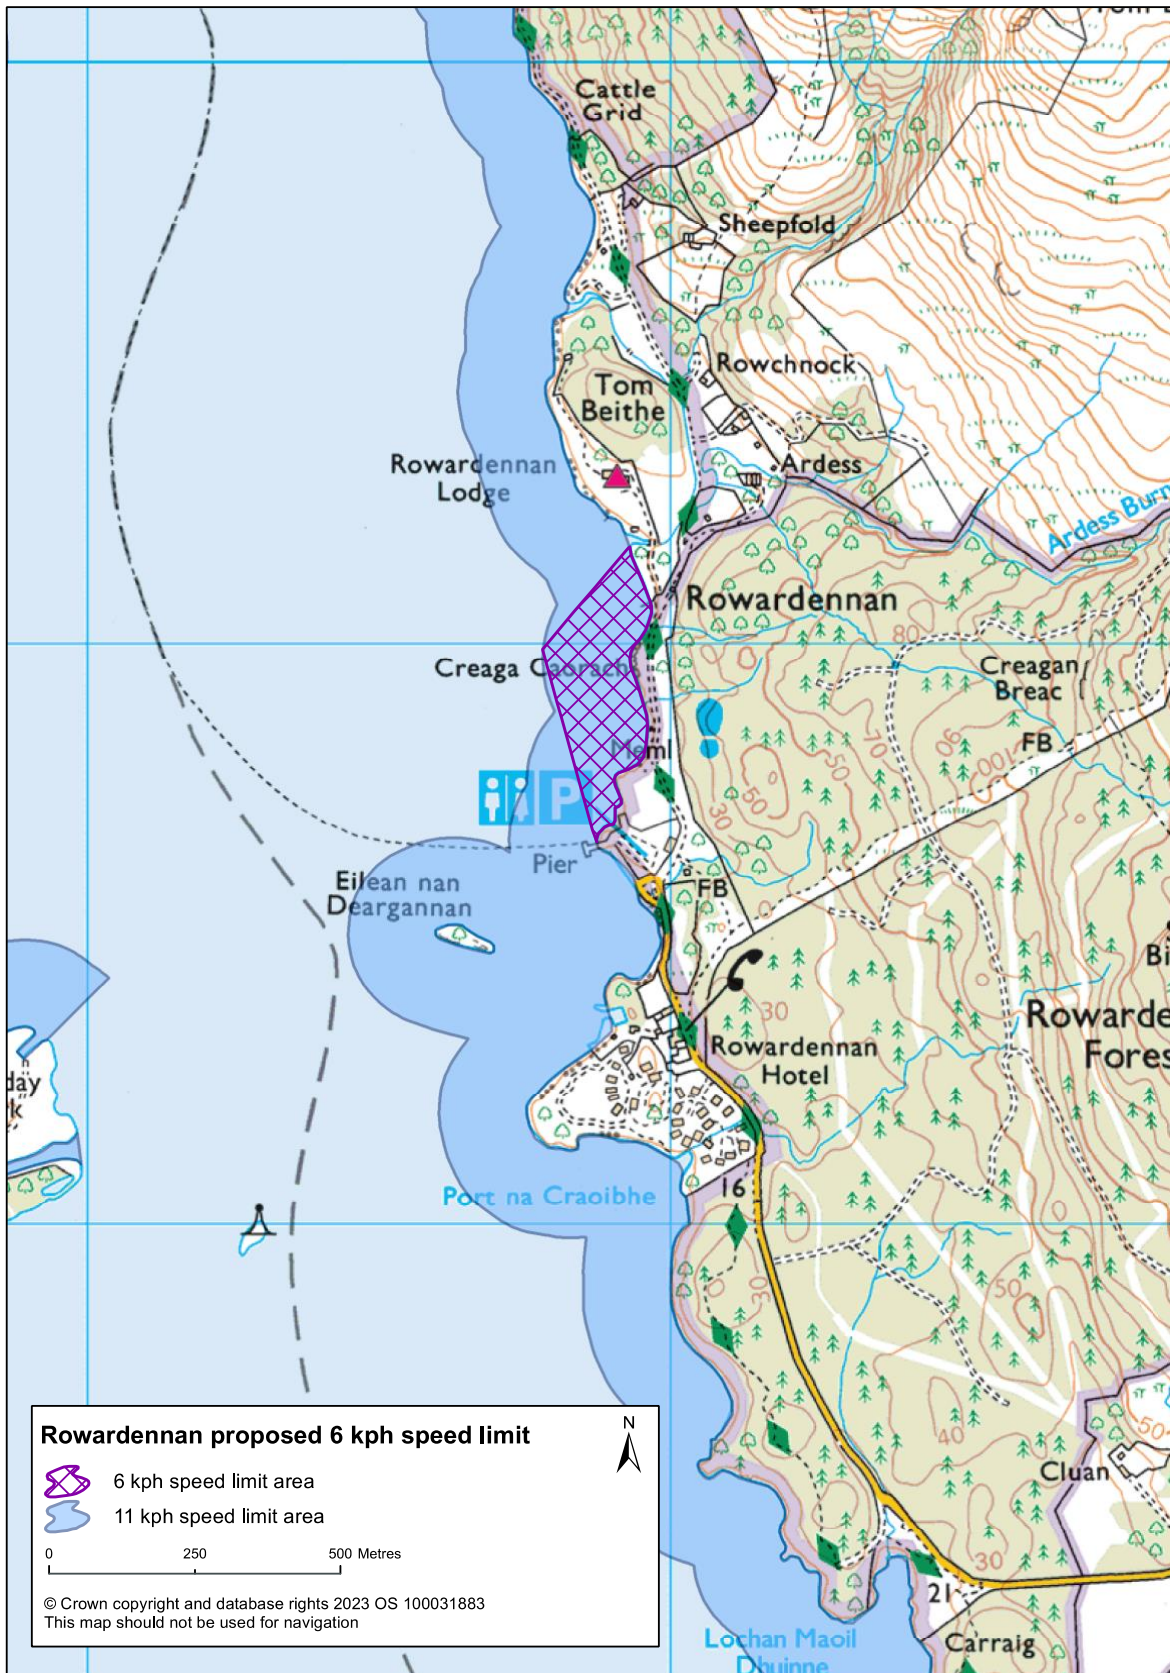 Cattle
Grid
Sheepfold
Rowchnock
Tom
Beithe
Rowardennan
Lodge
Ardess
Ardess Burn
Rowardennan
80
Creaga Caorach
Creagan
Breac
70
90
FB
Meml
100
50
50
30
P
Pier
Eilean nan
Deargannan
FB
30
Rowardennan
Hotel
Port na Craoibhe
16
30
50
40
50
Cluan
30
21
Carraig
Lochan Maoil
Dhuinne
Rowardennan proposed 6 kph speed limit
N
6 kph speed limit area
11 kph speed limit area
0 250 500 Metres
© Crown copyright and database rights 2023 OS 100031883
This map should not be used for navigation